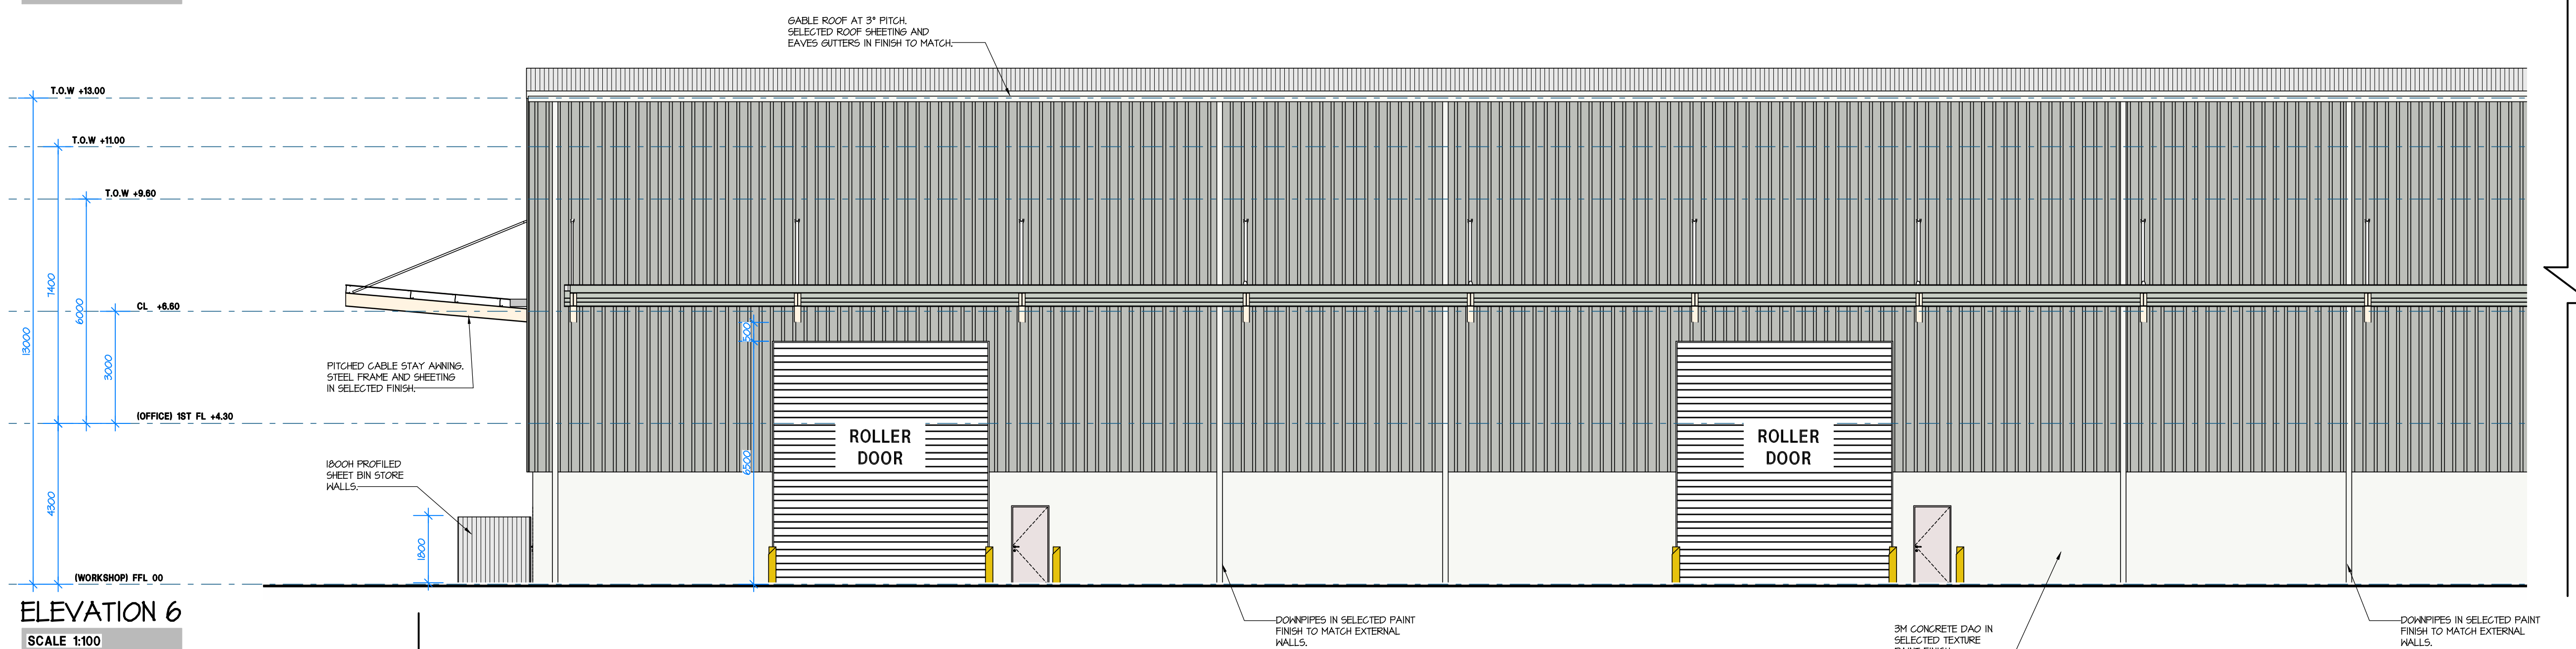 GABLE ROOF AT 3° PITCH.
SELECTED ROOF SHEETING AND
EAVES GUTTERS IN FINISH TO MATCH.
T.O.W +13.00
T.O.W +11.00
T.O.W +9.60
CL +6.60
(OFFICE) 1ST FL +4.30
(WORKSHOP) FFL 00
13000
7400
4300
6000
3000
1800
500
6500
PITCHED CABLE STAY AWNING.
STEEL FRAME AND SHEETING
IN SELECTED FINISH.
1800H PROFILED
SHEET BIN STORE
WALLS.
ROLLER
DOOR
ROLLER
DOOR
ELEVATION 6
SCALE 1:100
DOWNPIPES IN SELECTED PAINT
FINISH TO MATCH EXTERNAL
WALLS.
3M CONCRETE DAO IN
SELECTED TEXTURE
PAINT FINISH
DOWNPIPES IN SELECTED PAINT
FINISH TO MATCH EXTERNAL
WALLS.